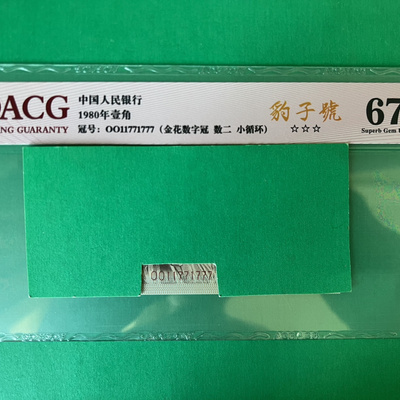 ACG
中国人民银行
1980年壹角
冠号：OO11771777（金花数字冠 数二 小循环）
GUARANTY
豹子號
☆☆☆
67
Superb Gem
OO11771777